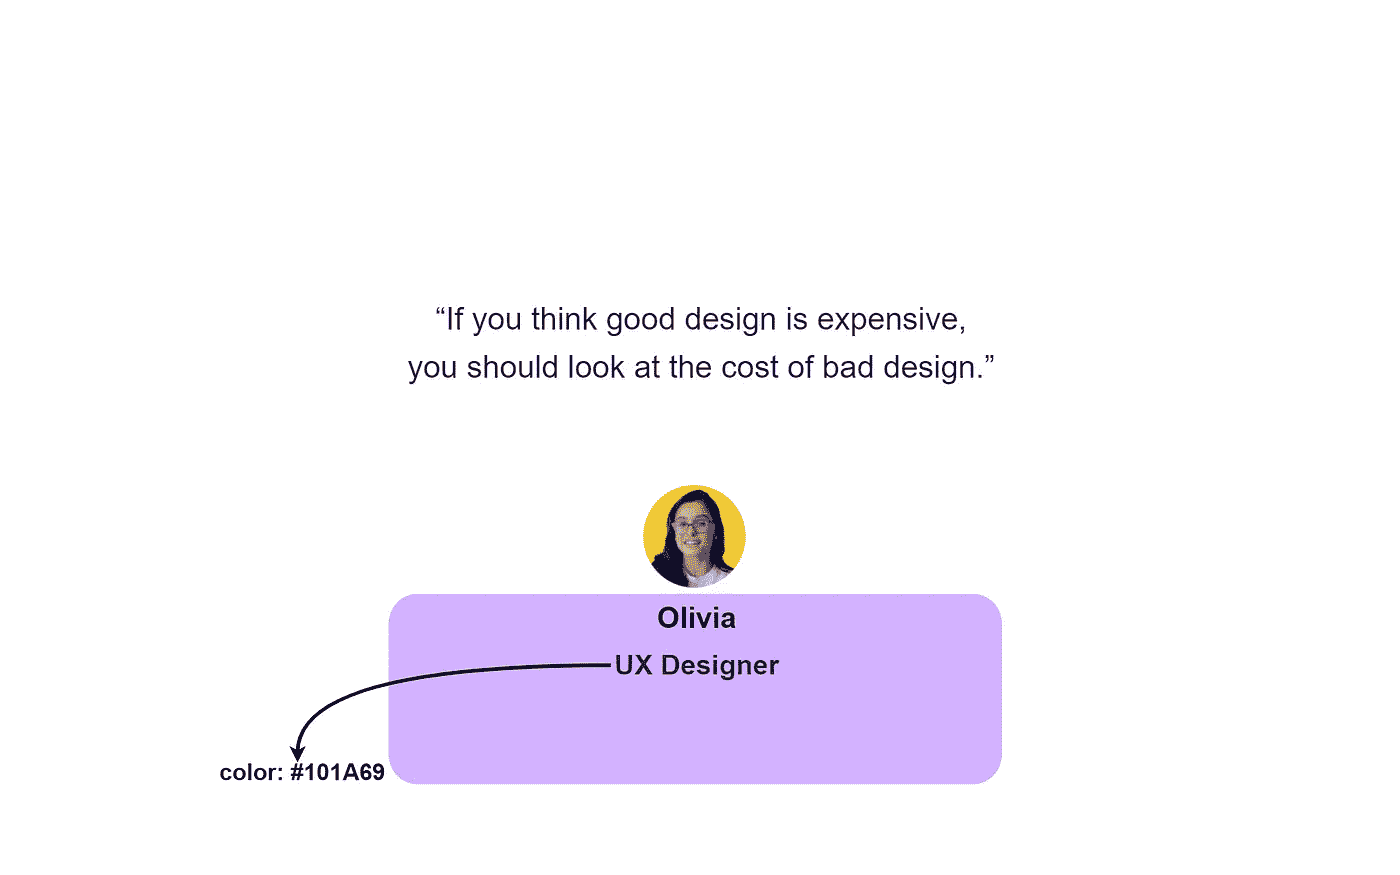 “If you think good design is expensive,
you should look at the cost of bad design.”
Olivia
UX Designer
color: #101A69